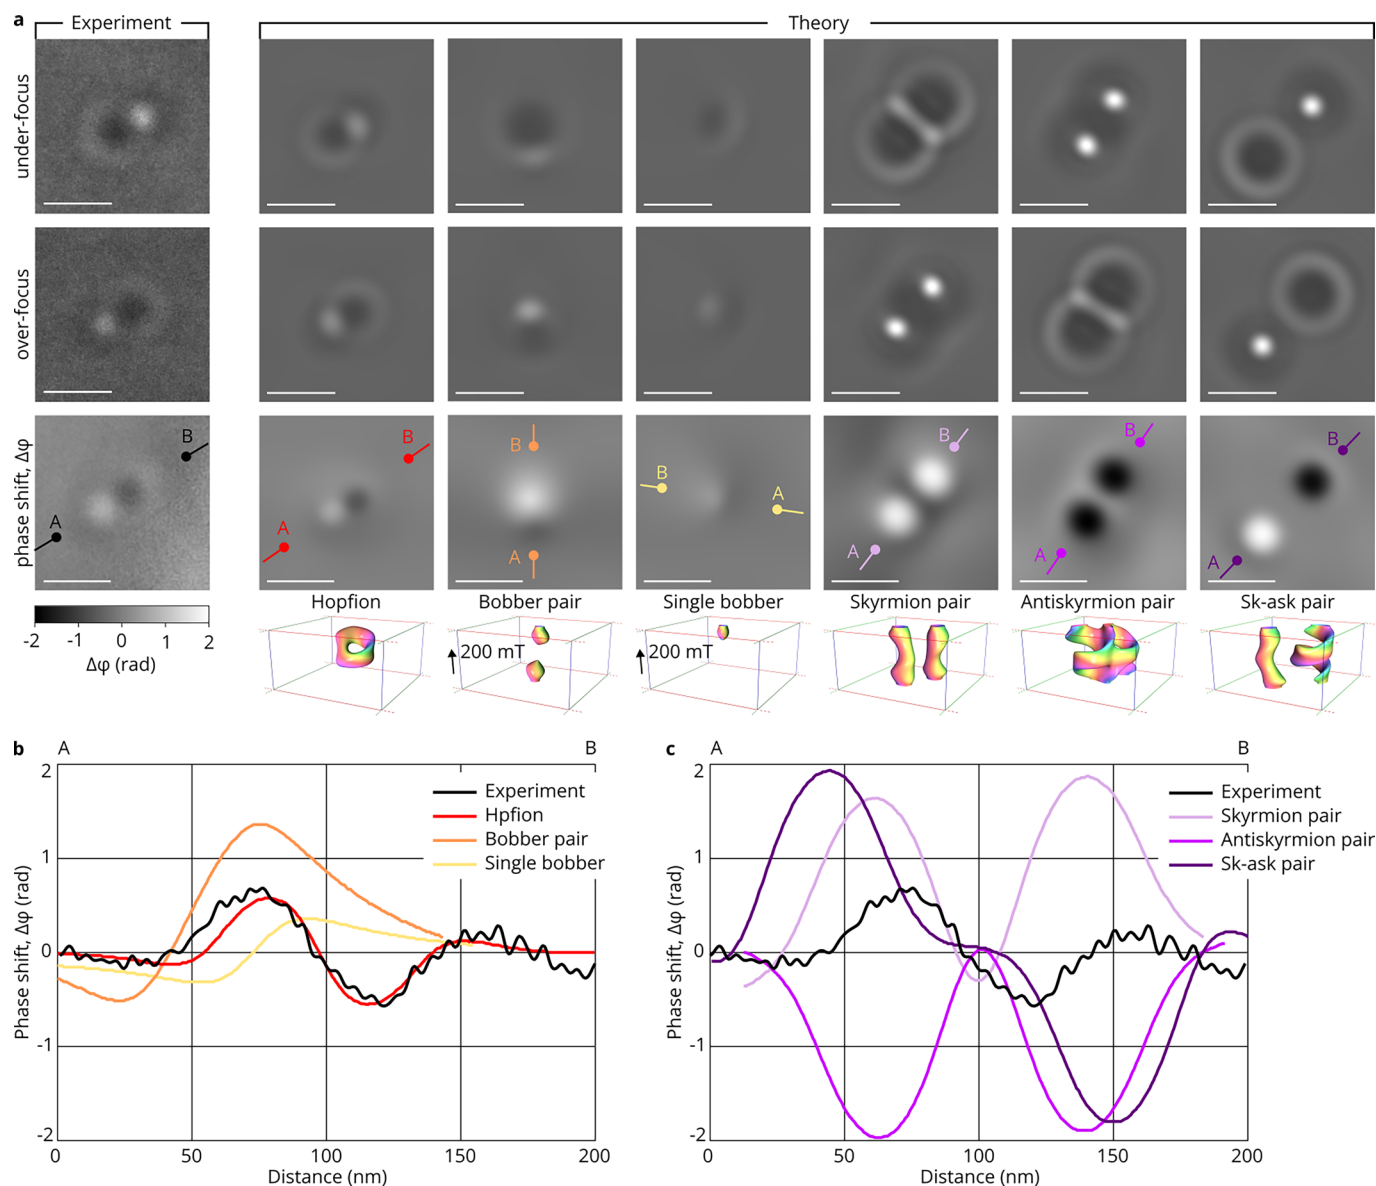 a
Experiment
Theory
under-focus
over-focus
phase shift, Δφ
B
A
B
A
B
A
B
A
B
A
B
A
B
A
-2 -1 0 1 2
Δφ (rad)
Hopfion
Bobber pair
Single bobber
Skyrmion pair
Antiskyrmion pair
Sk-ask pair
200 mT
200 mT
b
A
B
2
1
0
-1
-2
Phase shift, Δφ (rad)
Experiment
Hpfion
Bobber pair
Single bobber
0 50 100 150 200
Distance (nm)
c
A
B
2
1
0
-1
-2
Phase shift, Δφ (rad)
Experiment
Skyrmion pair
Antiskyrmion pair
Sk-ask pair
0 50 100 150 200
Distance (nm)